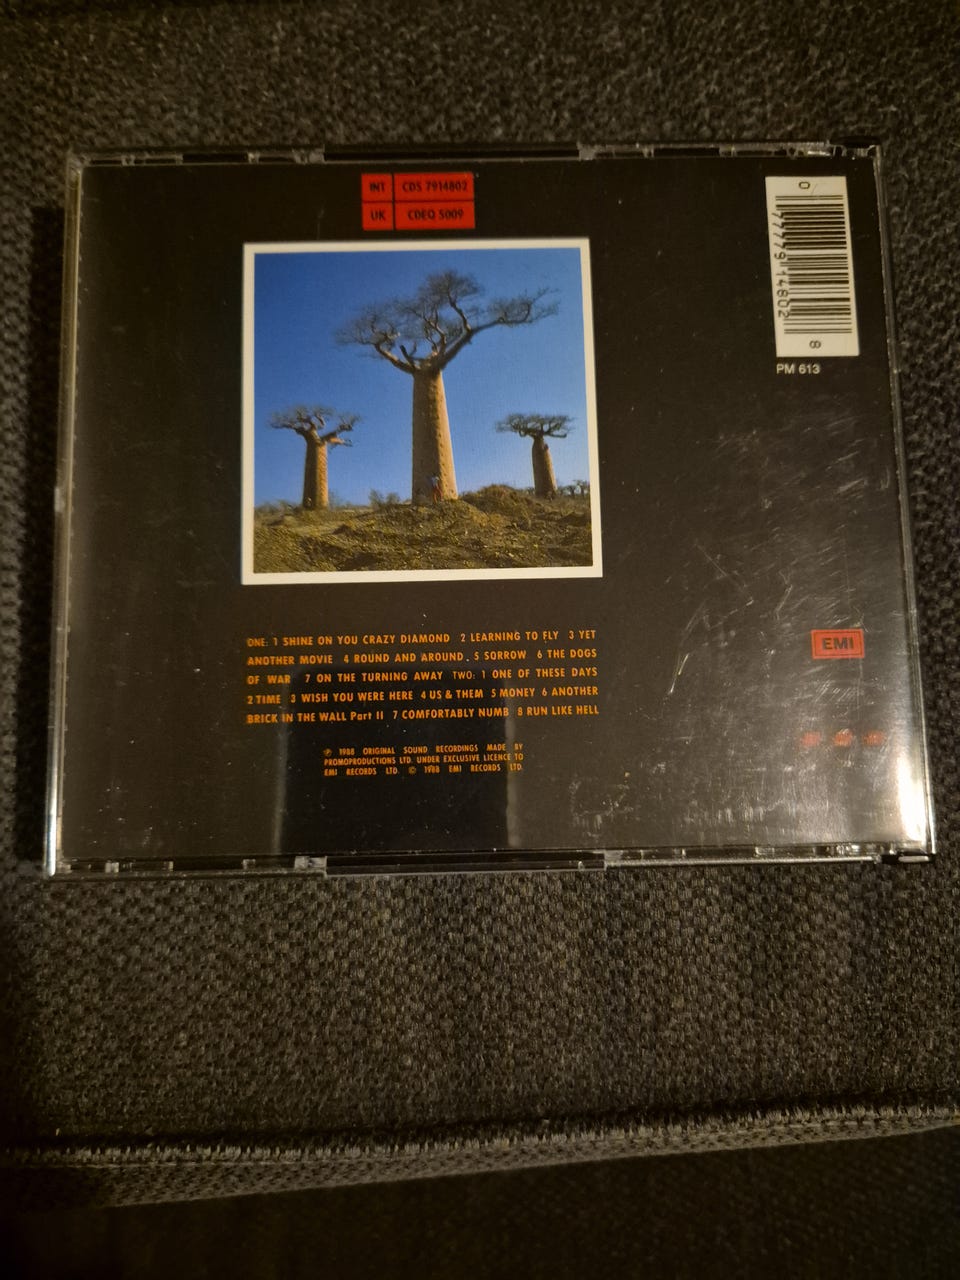 INT CDS 7914802
UK CDEQ 5009
0 77779 14802 8
PM 613
EMI
ONE: 1 SHINE ON YOU CRAZY DIAMOND 2 LEARNING TO FLY 3 YET
ANOTHER MOVIE 4 ROUND AND AROUND . 5 SORROW 6 THE DOGS
OF WAR 7 ON THE TURNING AWAY TWO: 1 ONE OF THESE DAYS
2 TIME 3 WISH YOU WERE HERE 4 US & THEM 5 MONEY 6 ANOTHER
BRICK IN THE WALL Part II 7 COMFORTABLY NUMB 8 RUN LIKE HELL
℗ 1988 ORIGINAL SOUND RECORDINGS MADE BY
PROMOPRODUCTIONS LTD. UNDER EXCLUSIVE LICENCE TO
EMI RECORDS LTD. © 1988 EMI RECORDS LTD.